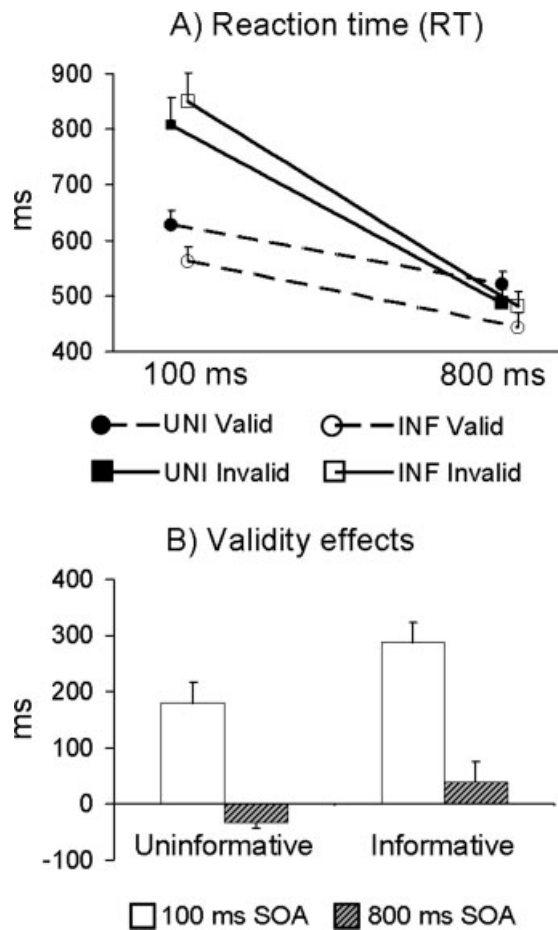 A) Reaction time (RT)
900
800
700
600
500
400
ms
100 ms 800 ms
UNI Valid INF Valid
UNI Invalid INF Invalid
B) Validity effects
400
300
200
100
0
-100
ms
Uninformative Informative
100 ms SOA 800 ms SOA